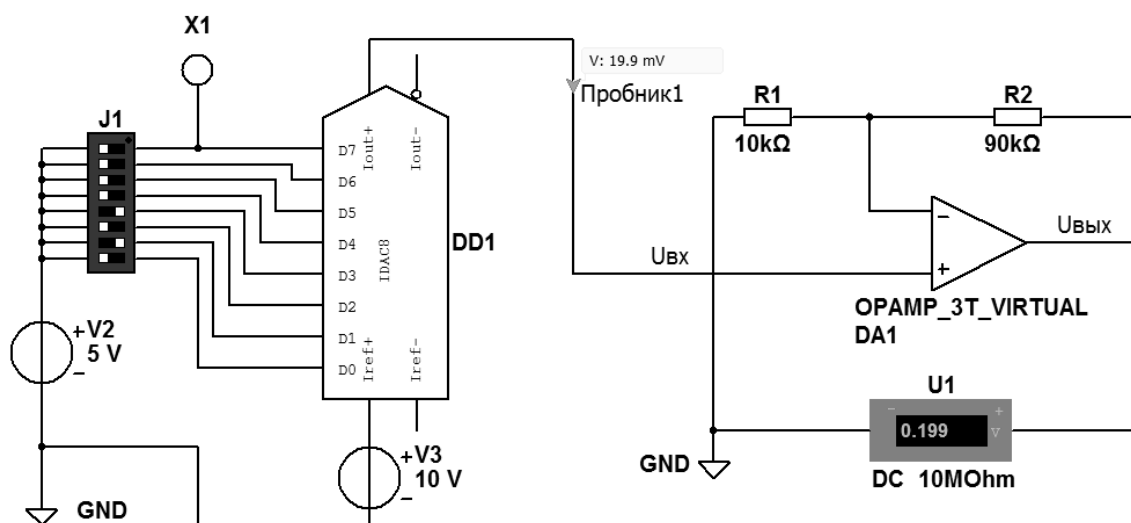 X1
V: 19.9 mV
Пробник1
J1
R1
10kΩ
R2
90kΩ
Iout+
Iout-
D7
D6
D5
D4
D3
D2
D1
D0
IDAC8
DD1
Iref+
Iref-
Uвх
Uвых
-
+
OPAMP_3T_VIRTUAL
DA1
+V2
5 V
-
+V3
10 V
-
U1
- +
0.199 V
GND
DC 10MOhm
GND